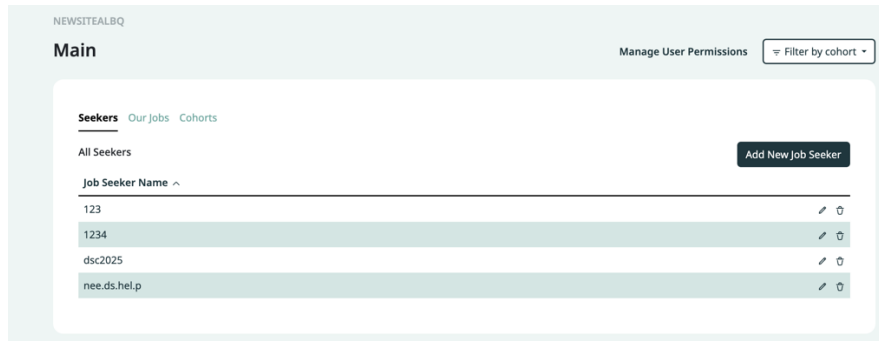 NEWSITEALBQ
Main
Manage User Permissions
Filter by cohort
Seekers Our Jobs Cohorts
All Seekers
Add New Job Seeker
Job Seeker Name
123
1234
dsc2025
nee.ds.hel.p